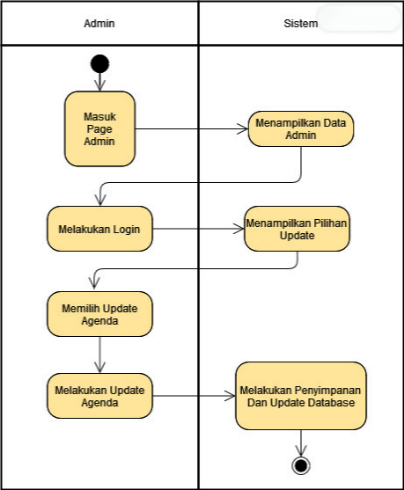 Admin
Sistem
Masuk
Page
Admin
Menampilkan Data
Admin
Melakukan Login
Menampilkan Pilihan
Update
Memilih Update
Agenda
Melakukan Update
Agenda
Melakukan Penyimpanan
Dan Update Database